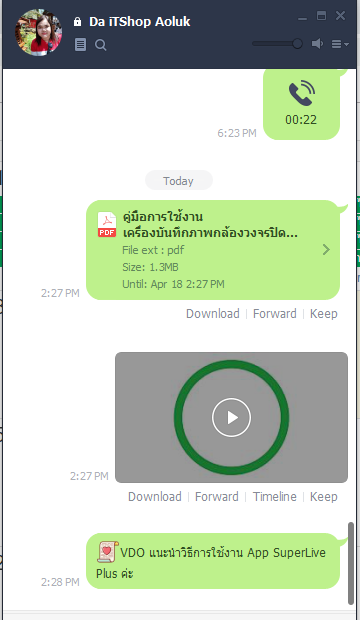 Da iTShop Aoluk
00:22
6:23 PM
Today
คู่มือการใช้งาน
เครื่องบันทึกภาพกล้องวงจรปิด...
PDF
File ext : pdf
Size: 1.3MB
Until: Apr 18 2:27 PM
2:27 PM
Download Forward Keep
2:27 PM
Download Forward Timeline Keep
VDO แนะนำวิธีการใช้งาน App SuperLive
Plus ค่ะ
2:28 PM